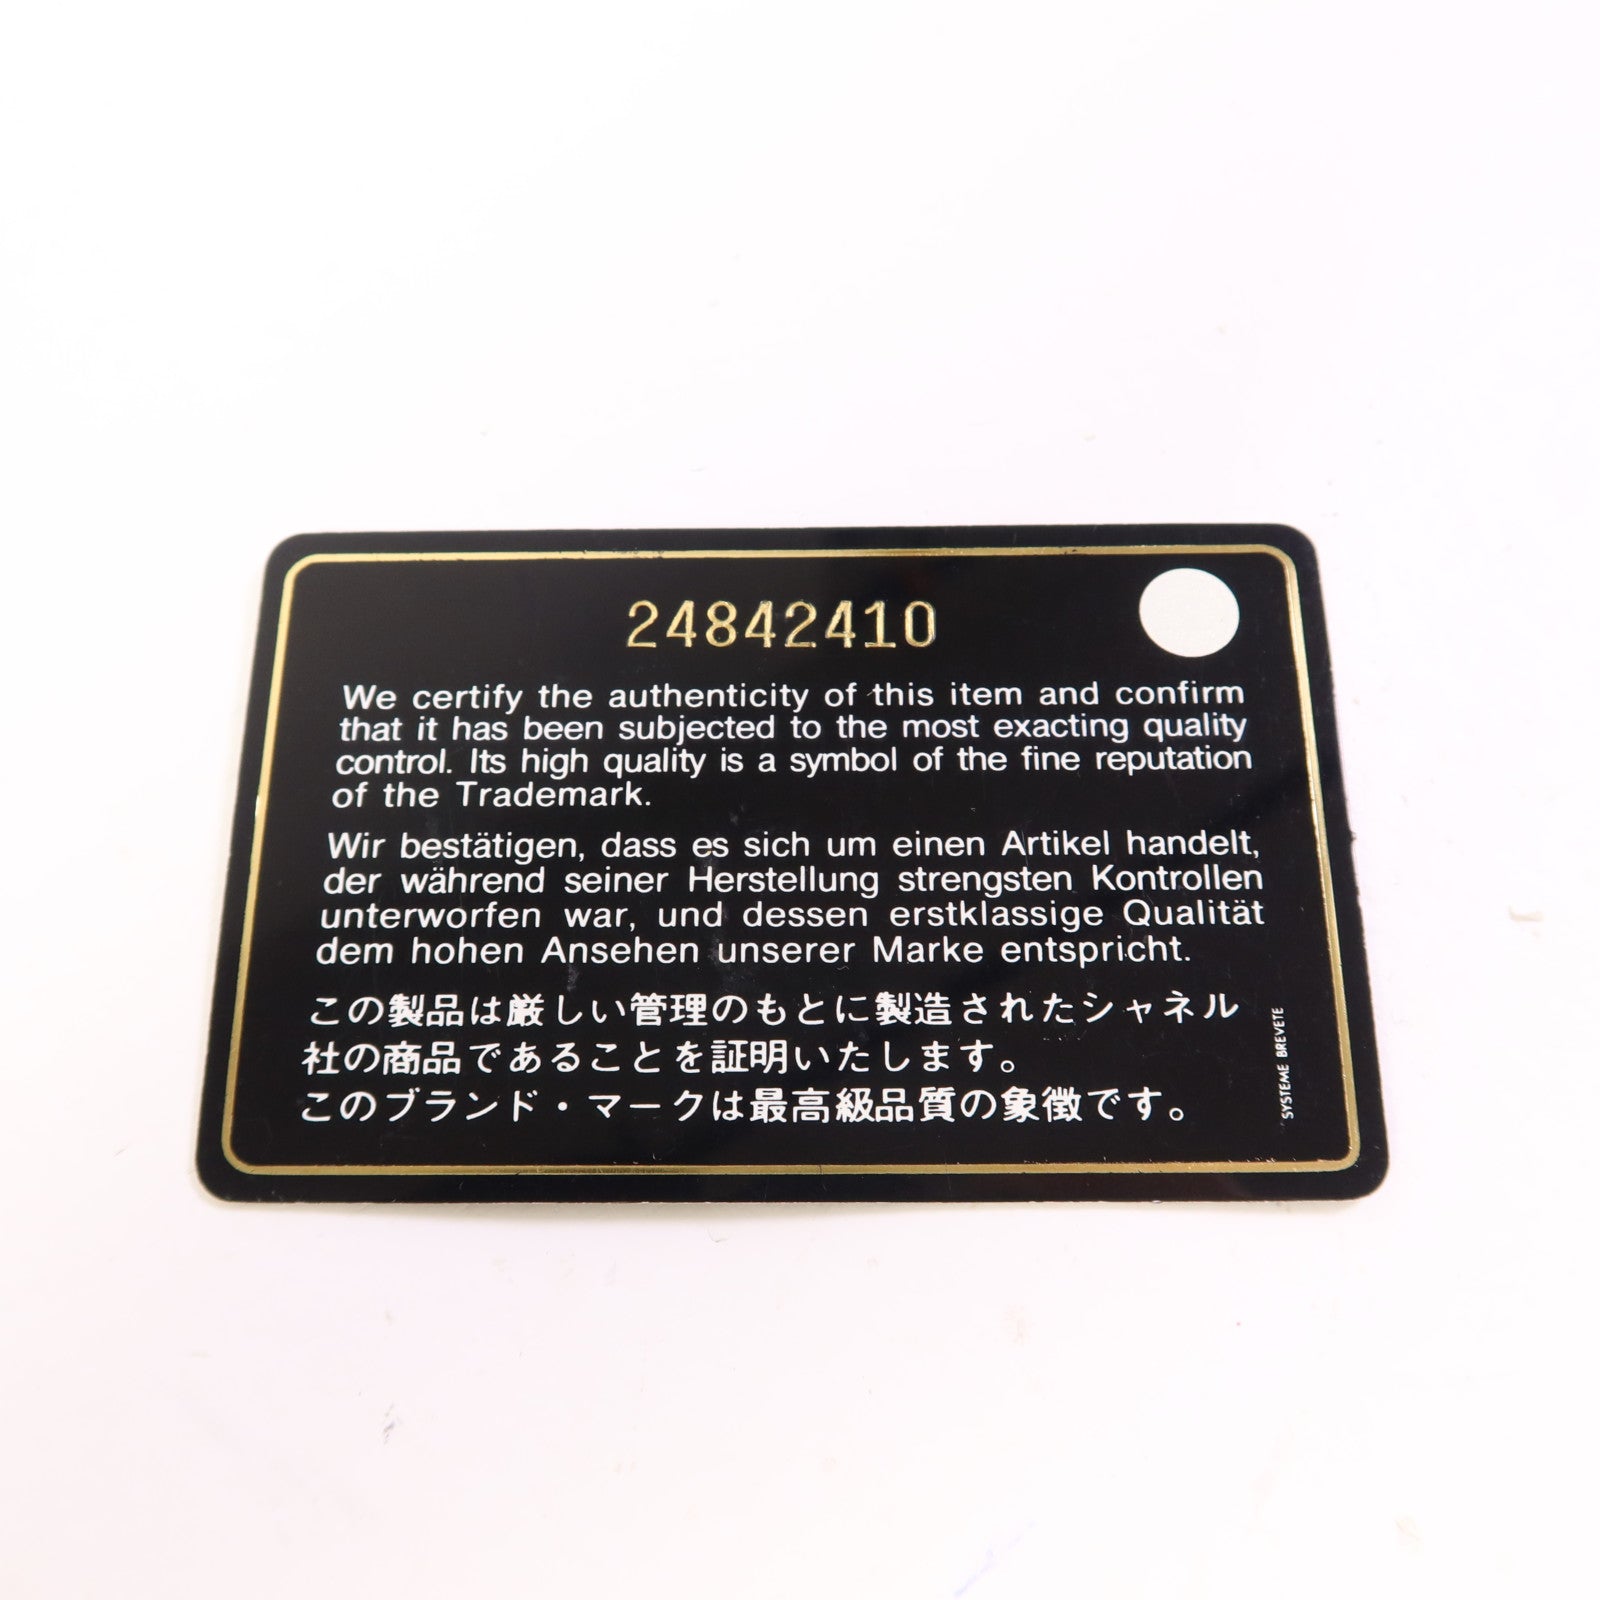 24842410
We certify the authenticity of this item and confirm
that it has been subjected to the most exacting quality
control. Its high quality is a symbol of the fine reputation
of the Trademark.
Wir bestätigen, dass es sich um einen Artikel handelt,
der während seiner Herstellung strengsten Kontrollen
unterworfen war, und dessen erstklassige Qualität
dem hohen Ansehen unserer Marke entspricht.
この製品は厳しい管理のもとに製造されたシャネル
社の商品であることを証明いたします。
このブランド・マークは最高級品質の象徴です。
SYSTEME BREVETE